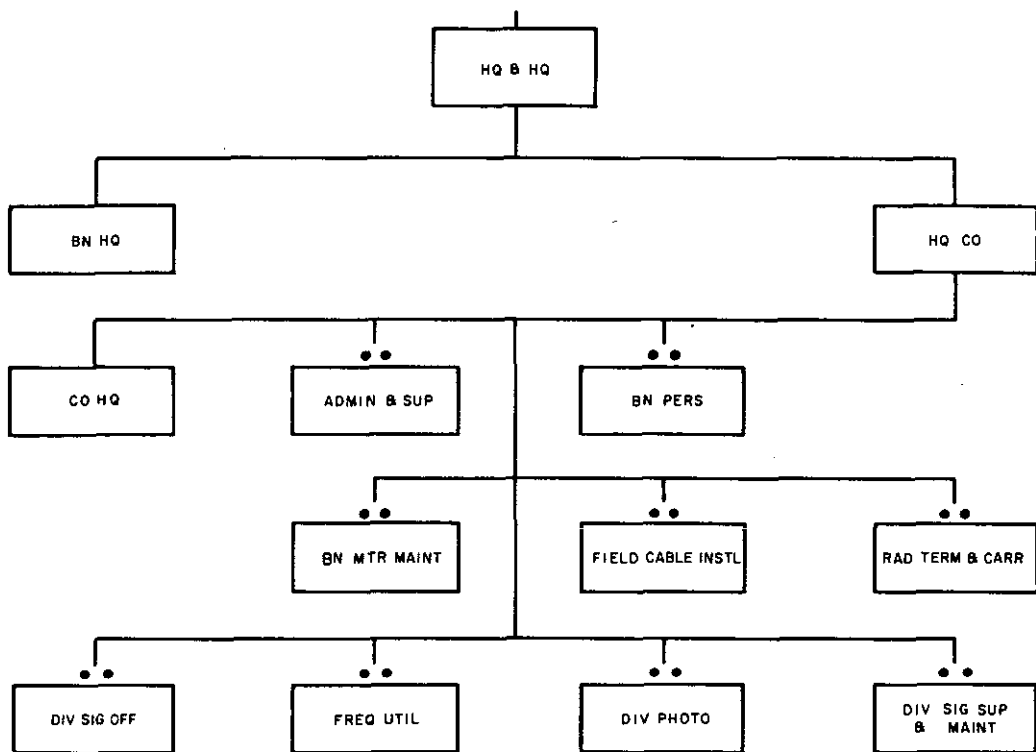 HQ & HQ
BN HQ
HQ CO
CO HQ
ADMIN & SUP
BN PERS
BN MTR MAINT
FIELD CABLE INSTL
RAD TERM & CARR
DIV SIG OFF
FREQ UTIL
DIV PHOTO
DIV SIG SUP
& MAINT